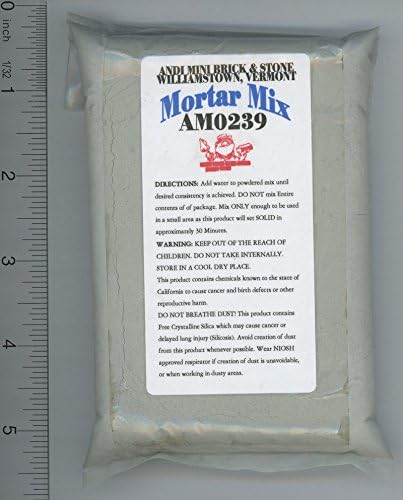 0
inch
1/32
1
2
3
4
5
ANDI MINI BRICK & STONE
WILLIAMSTOWN, VERMONT
Mortar Mix
AM0239
DIRECTIONS: Add water to powdered mix until
desired consistency is achieved. DO NOT mix Entire
contents of of package. Mix ONLY enough to be used
in a small area as this product will set SOLID in
approximately 30 Minutes.
WARNING: KEEP OUT OF THE REACH OF
CHILDREN. DO NOT TAKE INTERNALLY.
STORE IN A COOL DRY PLACE.
This product contains chemicals known to the state of
California to cause cancer and birth defects or other
reproductive harm.
DO NOT BREATHE DUST! This product contains
Free Crystalline Silica which may cause cancer or
delayed lung injury (Silicosis). Avoid creation of dust
from this product whenever possible. Wear NIOSH
approved respirator if creation of dust is unavoidable,
or when working in dusty areas.